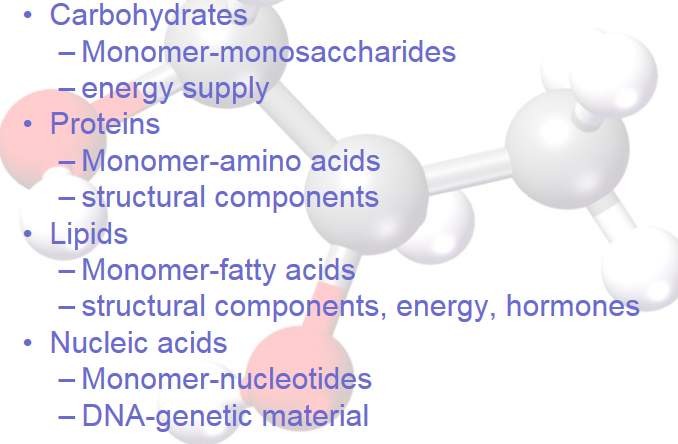 • Carbohydrates
– Monomer-monosaccharides
– energy supply
• Proteins
– Monomer-amino acids
– structural components
• Lipids
– Monomer-fatty acids
– structural components, energy, hormones
• Nucleic acids
– Monomer-nucleotides
– DNA-genetic material